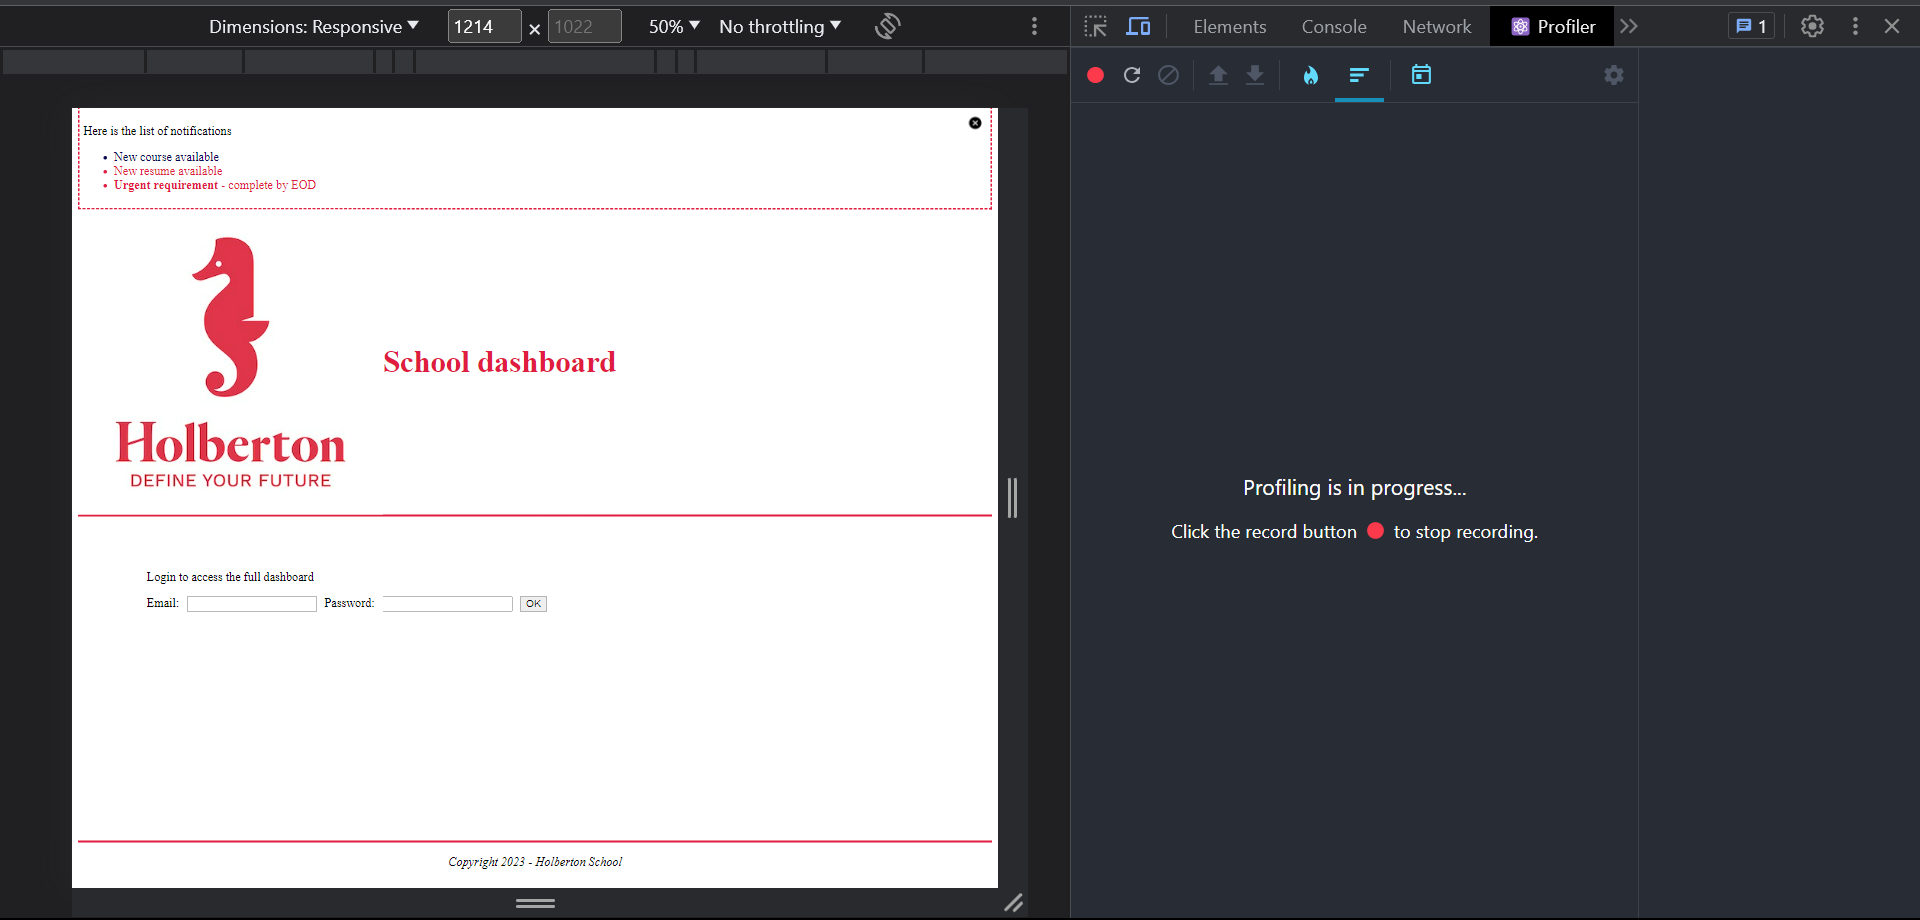 Dimensions: Responsive ▼ 1214 × 1022 50% ▼ No throttling ▼
Elements Console Network Profiler 1
Here is the list of notifications
• New course available
• New resume available
• Urgent requirement - complete by EOD
School dashboard
Holberton
DEFINE YOUR FUTURE
Login to access the full dashboard
Email: Password: OK
Copyright 2023 - Holberton School
Profiling is in progress...
Click the record button to stop recording.